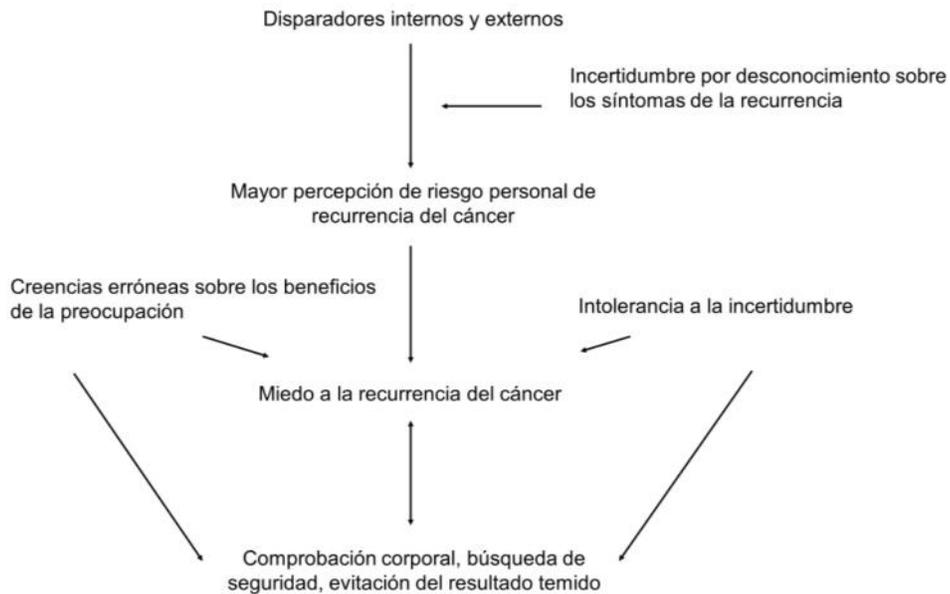 Disparadores internos y externos
Incertidumbre por desconocimiento sobre
los síntomas de la recurrencia
Mayor percepción de riesgo personal de
recurrencia del cáncer
Creencias erróneas sobre los beneficios
de la preocupación
Intolerancia a la incertidumbre
Miedo a la recurrencia del cáncer
Comprobación corporal, búsqueda de
seguridad, evitación del resultado temido